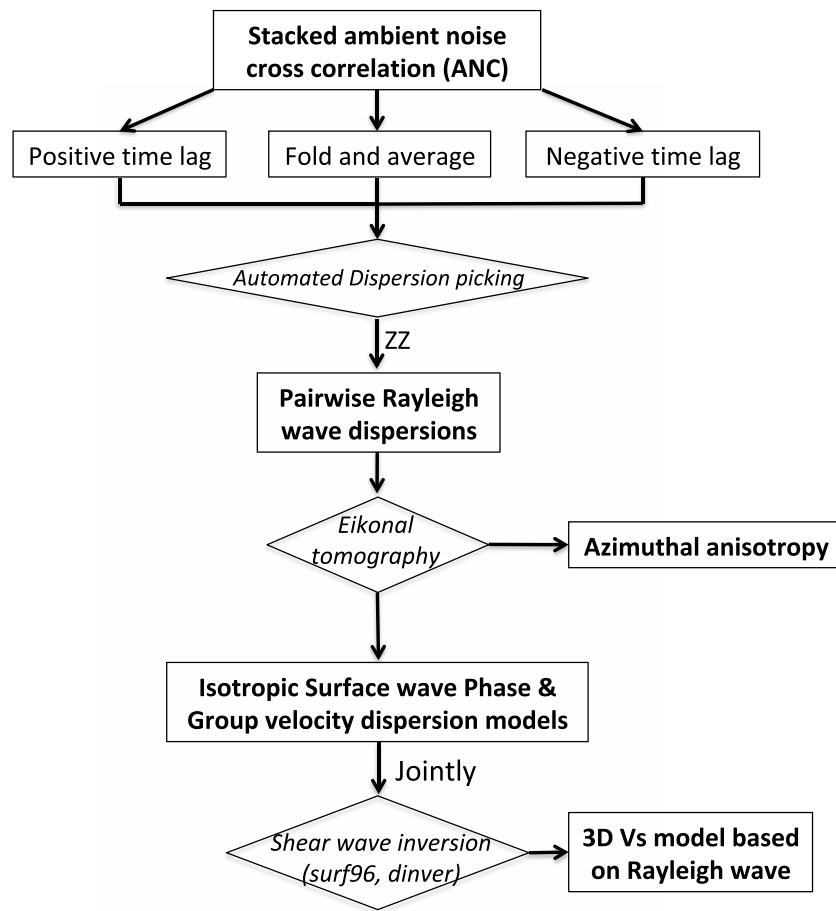 Stacked ambient noise
cross correlation (ANC)
Positive time lag
Fold and average
Negative time lag
Automated Dispersion picking
ZZ
Pairwise Rayleigh
wave dispersions
Eikonal
tomography
Azimuthal anisotropy
Isotropic Surface wave Phase &
Group velocity dispersion models
Jointly
Shear wave inversion
(surf96, dinver)
3D Vs model based
on Rayleigh wave